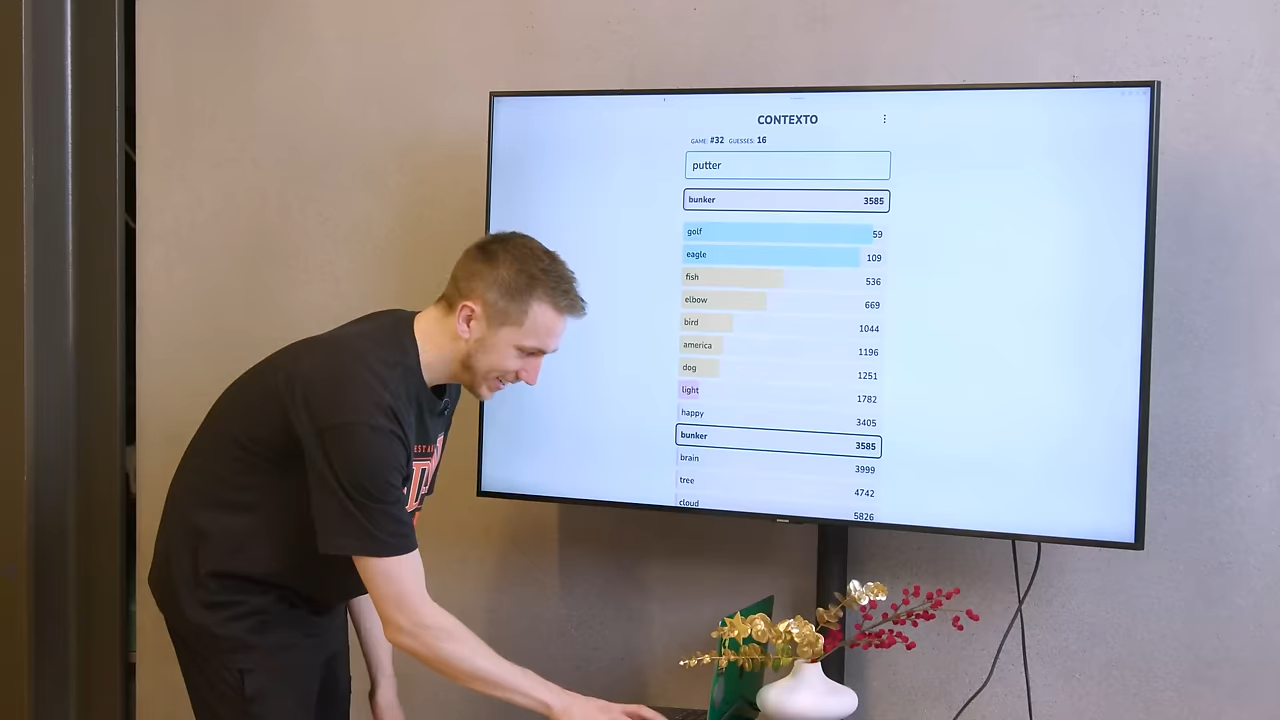 CONTEXTO
GAME: #32 GUESSES: 16
putter
bunker 3585
golf 59
eagle 109
fish 536
elbow 669
bird 1044
america 1196
dog 1251
light 1782
happy 3405
bunker 3585
brain 3999
tree 4742
cloud 5826